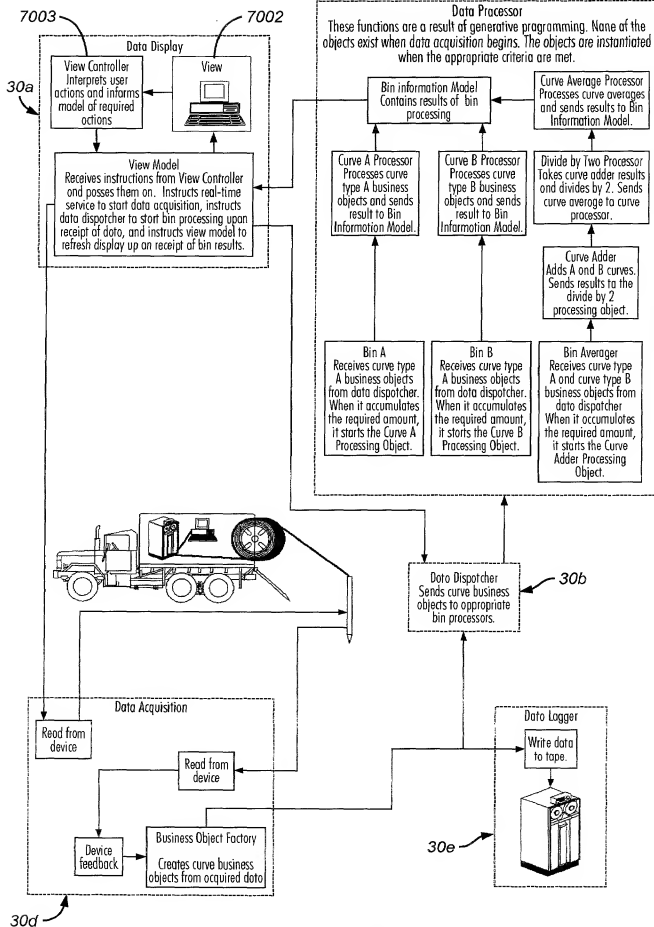 7003
7002
30a
Data Display
View Controller
Interprets user
actions and informs
model of required
actions
View
View Model
Receives instructions from View Controller
and posses them on. Instructs real-time
service to start data acquisition, instructs
data dispatcher to start bin processing upon
receipt of doto, and instructs view model to
refresh display up an receipt of bin results.
Data Processor
These functions are a result of generative programming. None of the
objects exist when data acquisition begins. The objects are instantiated
when the appropriate criteria are met.
Bin information Model
Contains results of bin
processing
Curve Average Processor
Processes curve averages
and sends results to Bin
Information Model.
Curve A Processor
Processes curve
type A business
objects and sends
result to Bin
Information Model.
Curve B Processor
Processes curve
type B business
objects and sends
result to Bin
Information Model.
Divide by Two Processor
Takes curve adder results
and divides by 2. Sends
curve average to curve
processor.
Curve Adder
Adds A and B curves.
Sends results ta the
divide by 2
processing abject.
Bin A
Receives curve type
A business objects
from data dispatcher.
When it accumulates
the required amount,
it starts the Curve A
Processing Object.
Bin B
Receives curve type
A business objects
from data dispatcher.
When it accumulates
the required amount,
it storts the Curve B
Processing Object.
Bin Averager
Receives curve type
A and curve type B
business objects from
dato dispatcher
When it accumulates
the required amount,
it starts the Curve
Adder Processing
Object.
Doto Dispotcher
Sends curve business
objects to oppropriate
bin processors.
30b
Data Acquisition
Reod from
device
Read from
device
Device
feedback
Business Object Factory
Creates curve business
objects from acquired dato
30d
Dato Logger
Write data
to tape.
30e